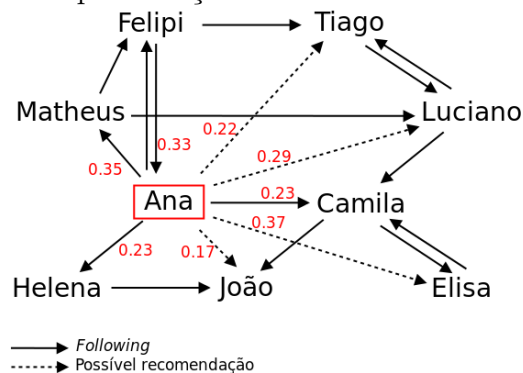 Felipi Tiago
Matheus Luciano
0.22
0.33
0.35 0.29
Ana 0.23 Camila
0.37
0.23 0.17
Helena João Elisa
Following
Possível recomendação